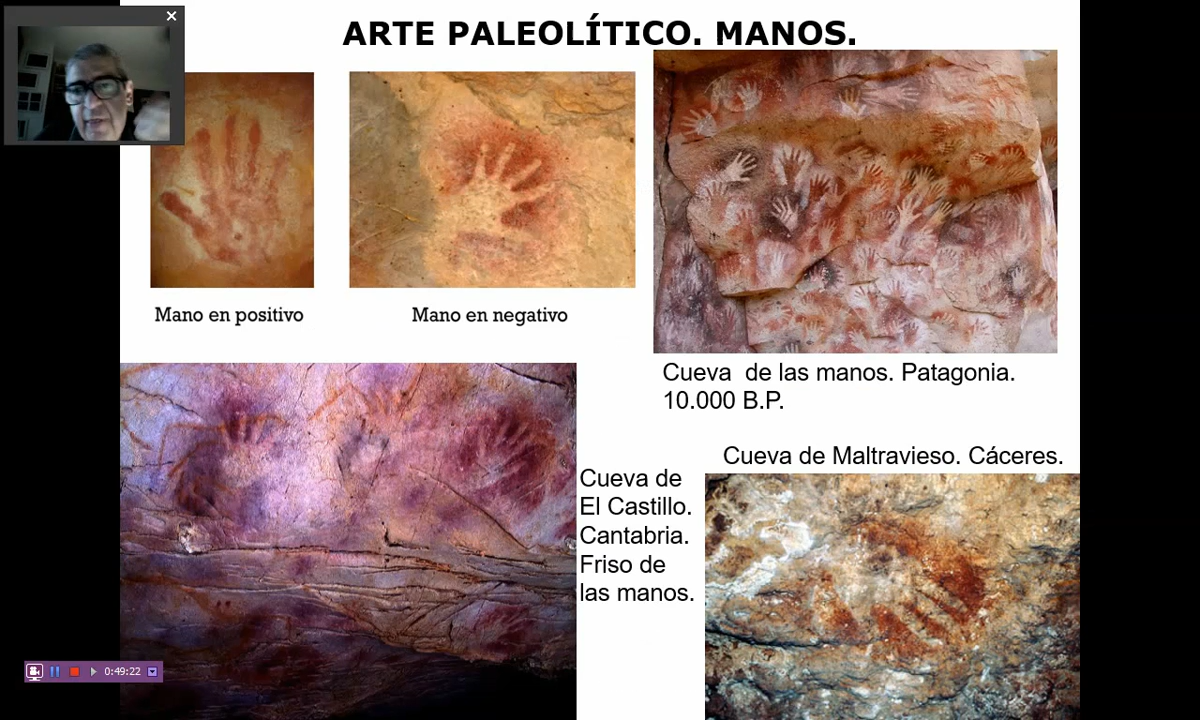 ARTE PALEOLÍTICO. MANOS.
Mano en positivo
Mano en negativo
Cueva de las manos. Patagonia.
10.000 B.P.
Cueva de Maltravieso. Cáceres.
Cueva de
El Castillo.
Cantabria.
Friso de
las manos.
0:49:22